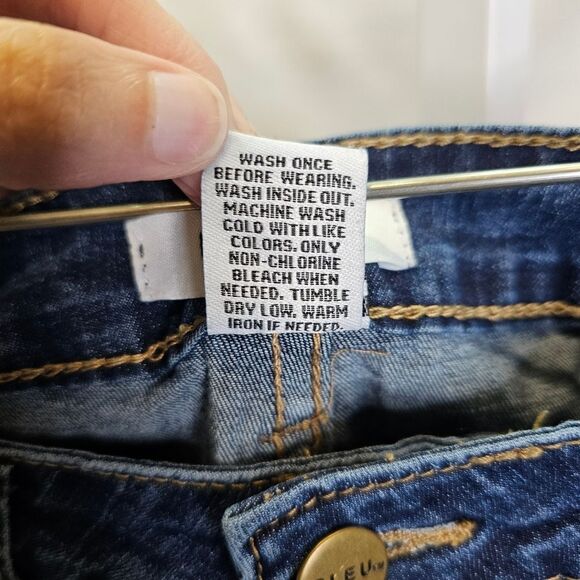 WASH ONCE
BEFORE WEARING.
WASH INSIDE OUT.
MACHINE WASH
COLD WITH LIKE
COLORS. ONLY
NON-CHLORINE
BLEACH WHEN
NEEDED. TUMBLE
DRY LOW. WARM
IRON IF NEEDED.